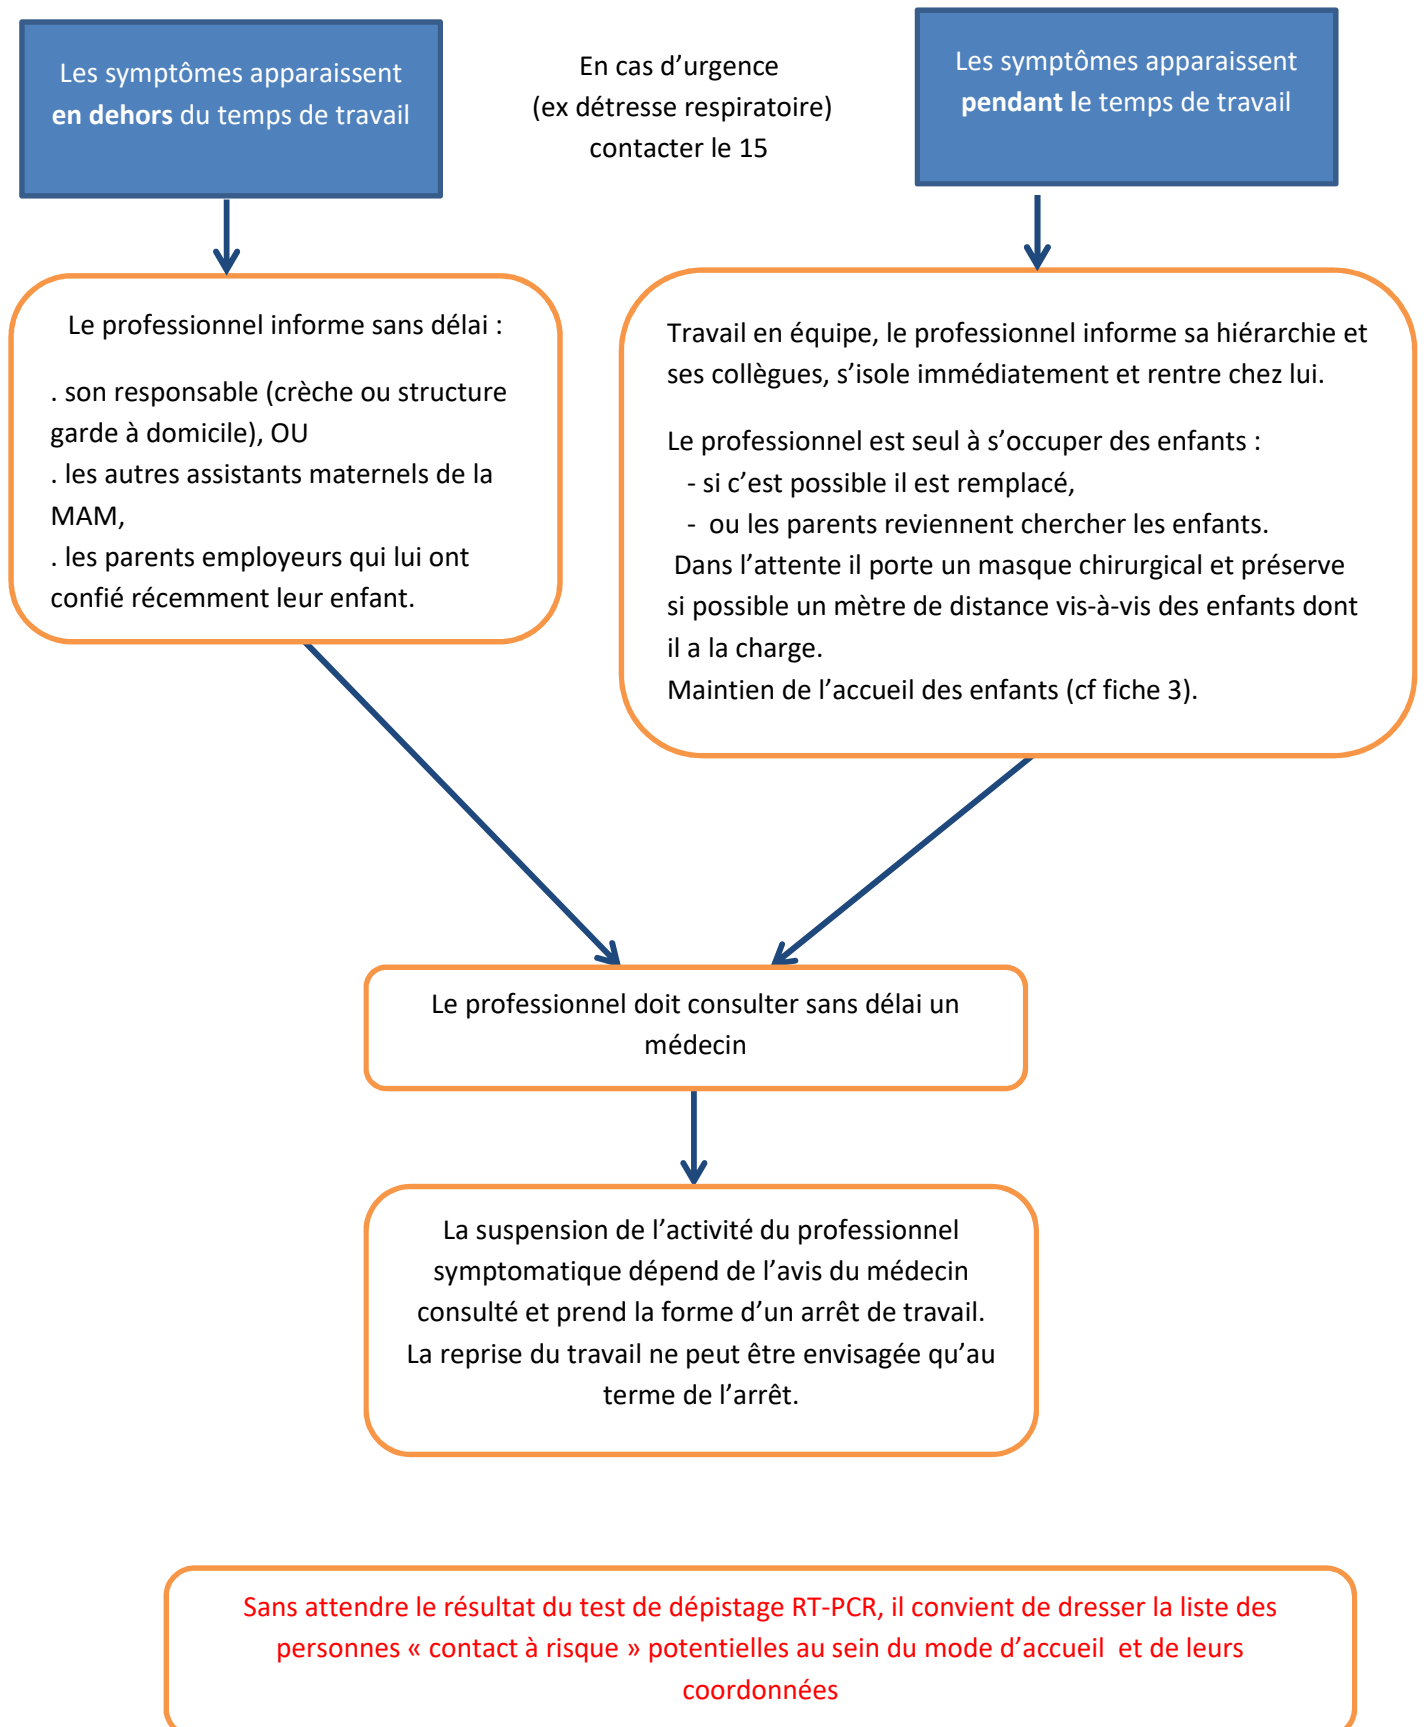 Les symptômes apparaissent
en dehors du temps de travail
En cas d’urgence
(ex détresse respiratoire)
contacter le 15
Les symptômes apparaissent
pendant le temps de travail
Le professionnel informe sans délai :
. son responsable (crèche ou structure
garde à domicile), OU
. les autres assistants maternels de la
MAM,
. les parents employeurs qui lui ont
confié récemment leur enfant.
Travail en équipe, le professionnel informe sa hiérarchie et
ses collègues, s’isole immédiatement et rentre chez lui.
Le professionnel est seul à s’occuper des enfants :
- si c’est possible il est remplacé,
- ou les parents reviennent chercher les enfants.
Dans l’attente il porte un masque chirurgical et préserve
si possible un mètre de distance vis-à-vis des enfants dont
il a la charge.
Maintien de l’accueil des enfants (cf fiche 3).
Le professionnel doit consulter sans délai un
médecin
La suspension de l’activité du professionnel
symptomatique dépend de l’avis du médecin
consulté et prend la forme d’un arrêt de travail.
La reprise du travail ne peut être envisagée qu’au
terme de l’arrêt.
Sans attendre le résultat du test de dépistage RT-PCR, il convient de dresser la liste des
personnes « contact à risque » potentielles au sein du mode d’accueil et de leurs
coordonnées